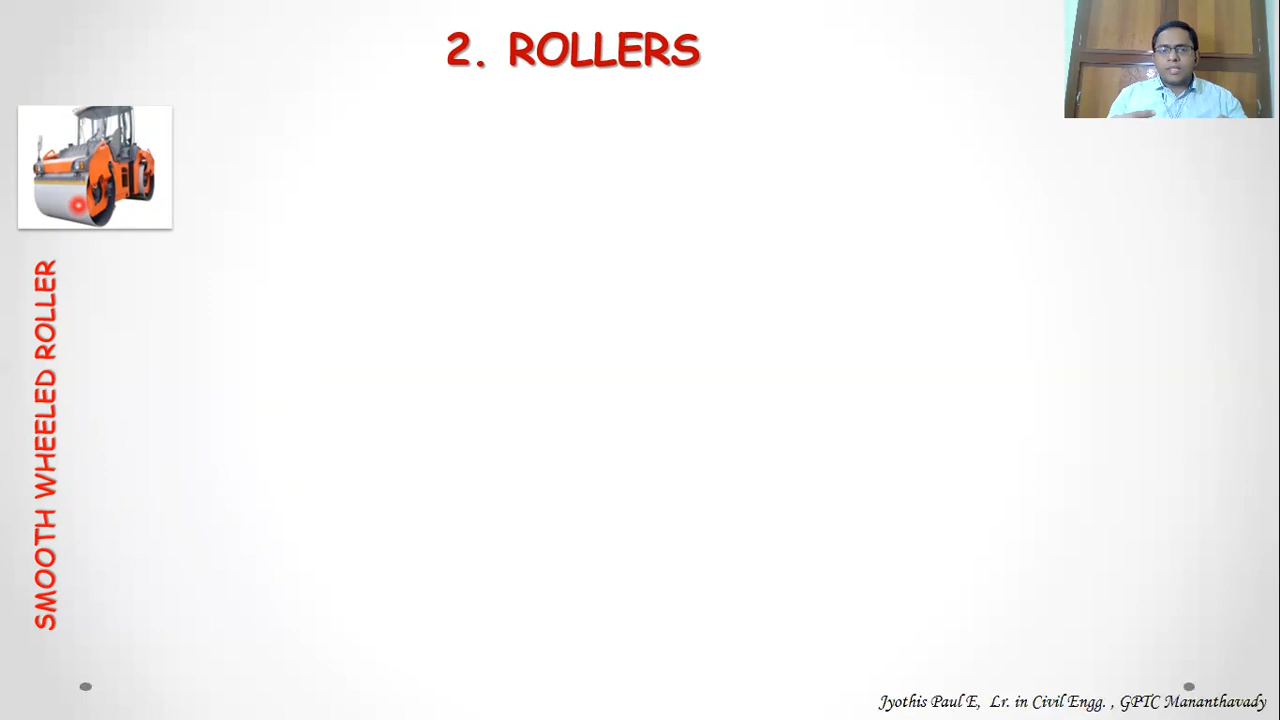 2. ROLLERS
SMOOTH WHEELED ROLLER
Jyothis Paul E, Lr. in Civil Engg. , GPTC Mananthavady